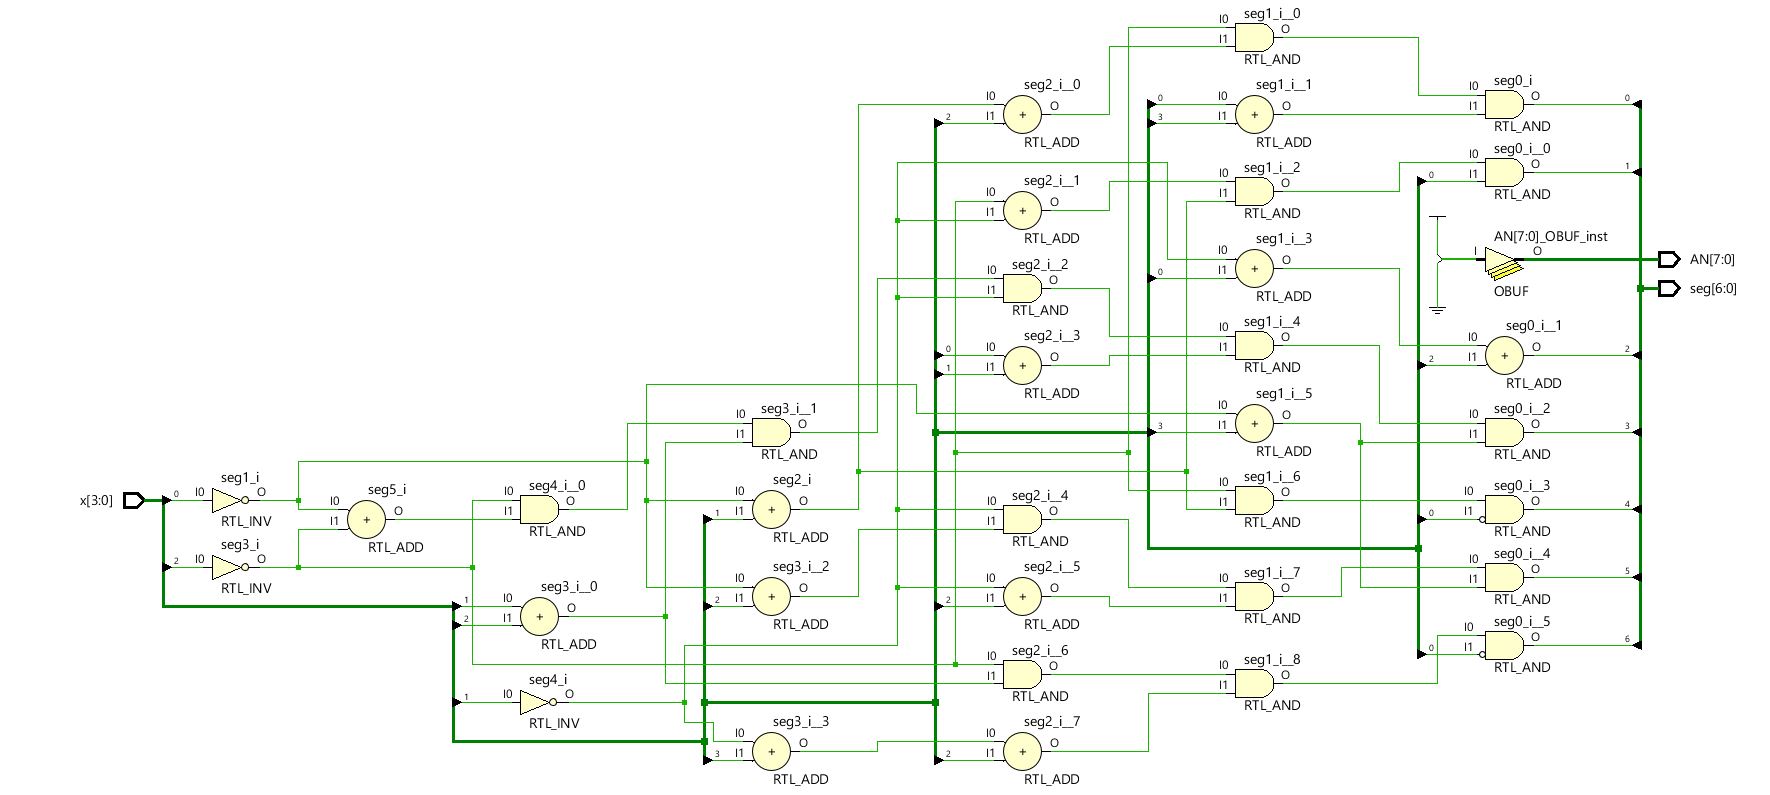 x[3:0]
0
I0
seg1_i
O
RTL_INV
2
I0
seg3_i
O
RTL_INV
I0
I1
seg5_i
O
RTL_ADD
I0
I1
seg4_i__0
O
RTL_AND
1
2
I0
I1
seg3_i__0
O
RTL_ADD
1
I0
seg4_i
O
RTL_INV
I0
I1
seg3_i__1
O
RTL_AND
1
I0
I1
seg2_i
O
RTL_ADD
2
I0
I1
seg3_i__2
O
RTL_ADD
3
I0
I1
seg3_i__3
O
RTL_ADD
2
I0
I1
seg2_i__0
O
RTL_ADD
I0
I1
seg2_i__1
O
RTL_ADD
I0
I1
seg2_i__2
O
RTL_AND
0
1
I0
I1
seg2_i__3
O
RTL_ADD
I0
I1
seg2_i__4
O
RTL_AND
2
I0
I1
seg2_i__5
O
RTL_ADD
I0
I1
seg2_i__6
O
RTL_AND
2
I0
I1
seg2_i__7
O
RTL_ADD
I0
I1
seg1_i__0
O
RTL_AND
0
3
I0
I1
seg1_i__1
O
RTL_ADD
I0
I1
seg1_i__2
O
RTL_AND
0
I0
I1
seg1_i__3
O
RTL_ADD
I0
I1
seg1_i__4
O
RTL_AND
3
I0
I1
seg1_i__5
O
RTL_ADD
I0
I1
seg1_i__6
O
RTL_AND
I0
I1
seg1_i__7
O
RTL_AND
I0
I1
seg1_i__8
O
RTL_AND
I0
I1
seg0_i
O
RTL_AND
0
0
I0
I1
seg0_i__0
O
RTL_AND
1
I
AN[7:0]_OBUF_inst
O
OBUF
AN[7:0]
seg[6:0]
2
I0
I1
seg0_i__1
O
RTL_ADD
2
I0
I1
seg0_i__2
O
RTL_AND
3
0
I0
I1
seg0_i__3
O
RTL_AND
4
I0
I1
seg0_i__4
O
RTL_AND
5
0
I0
I1
seg0_i__5
O
RTL_AND
6